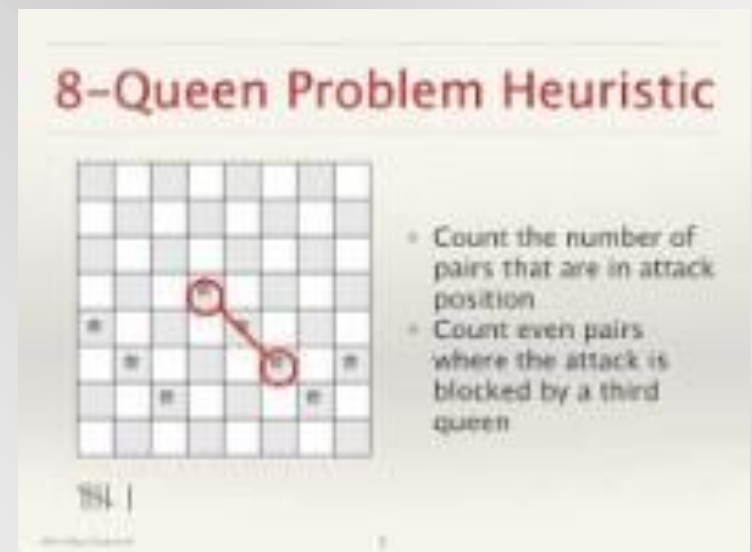 8-Queen Problem Heuristic
• Count the number of
pairs that are in attack
position
• Count even pairs
where the attack is
blocked by a third
queen